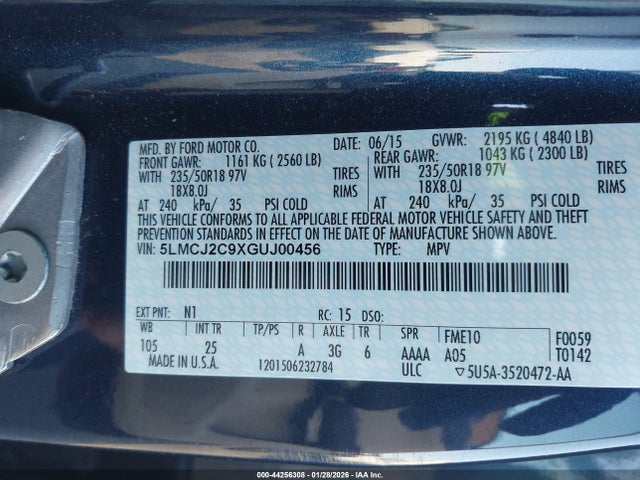 MFD. BY FORD MOTOR CO. DATE: 06/15 GVWR: 2195 KG ( 4840 LB)
FRONT GAWR: 1161 KG ( 2560 LB) REAR GAWR: 1043 KG ( 2300 LB)
WITH 235/50R18 97V TIRES WITH 235/50R18 97V TIRES
18X8.0J RIMS 18X8.0J RIMS
AT 240 kPa/ 35 PSI COLD AT 240 kPa/ 35 PSI COLD
THIS VEHICLE CONFORMS TO ALL APPLICABLE FEDERAL MOTOR VEHICLE SAFETY AND THEFT
PREVENTION STANDARDS IN EFFECT ON THE DATE OF MANUFACTURE SHOWN ABOVE.
VIN: 5LMCJ2C9XGUJ00456 TYPE: MPV
EXT PNT: N1 RC: 15 DSO:
WB INT TR TP/PS R AXLE TR SPR FME10 F0059
105 25 A 3G 6 AAAA A05 T0142
MADE IN U.S.A. 1201506232784 ULC ▽5U5A-3520472-AA
000-44256308 | 01/28/2026 - IAA Inc.